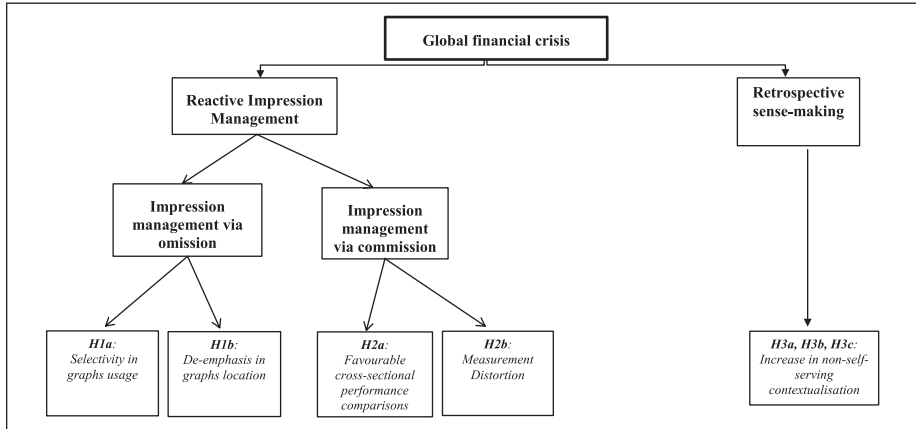 Global financial crisis
Reactive Impression
Management
Retrospective
sense-making
Impression
management via
omission
Impression
management
via commission
H1a:
Selectivity in
graphs usage
H1b:
De-emphasis in
graphs location
H2a:
Favourable
cross-sectional
performance
comparisons
H2b:
Measurement
Distortion
H3a, H3b, H3c:
Increase in non-self-
serving
contextualisation